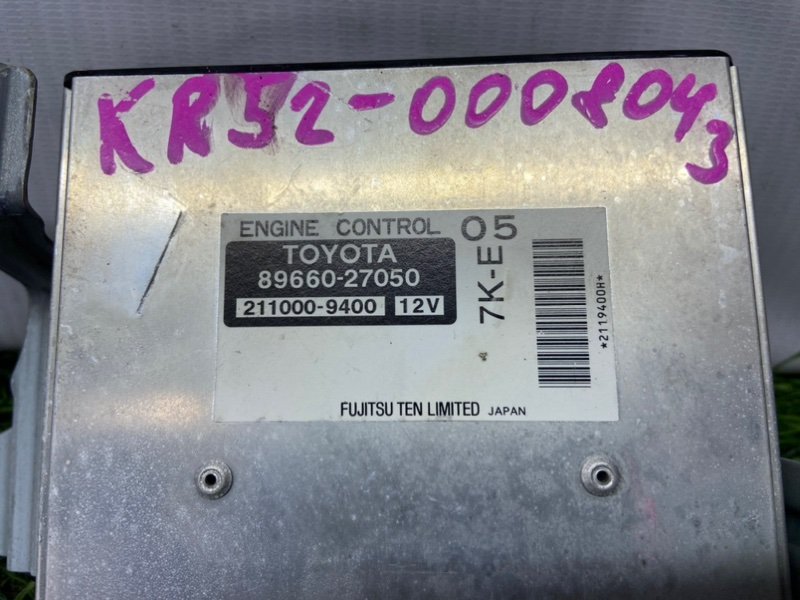 KR52-0008043
ENGINE CONTROL 05
TOYOTA
89660-27050
211000-9400 12V
7K-E
*2119400H*
FUJITSU TEN LIMITED JAPAN